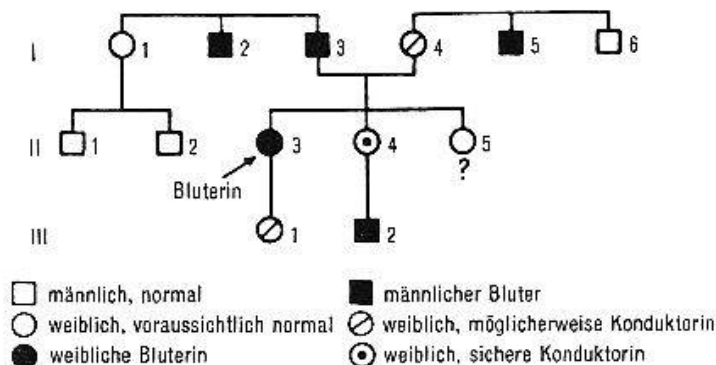 I 1 2 3 4 5 6
II 1 2 3 4 5
?
Bluterin
III 1 2
männlich, normal
männlicher Bluter
weiblich, voraussichtlich normal
weiblich, möglicherweise Konduktorin
weibliche Bluterin
weiblich, sichere Konduktorin